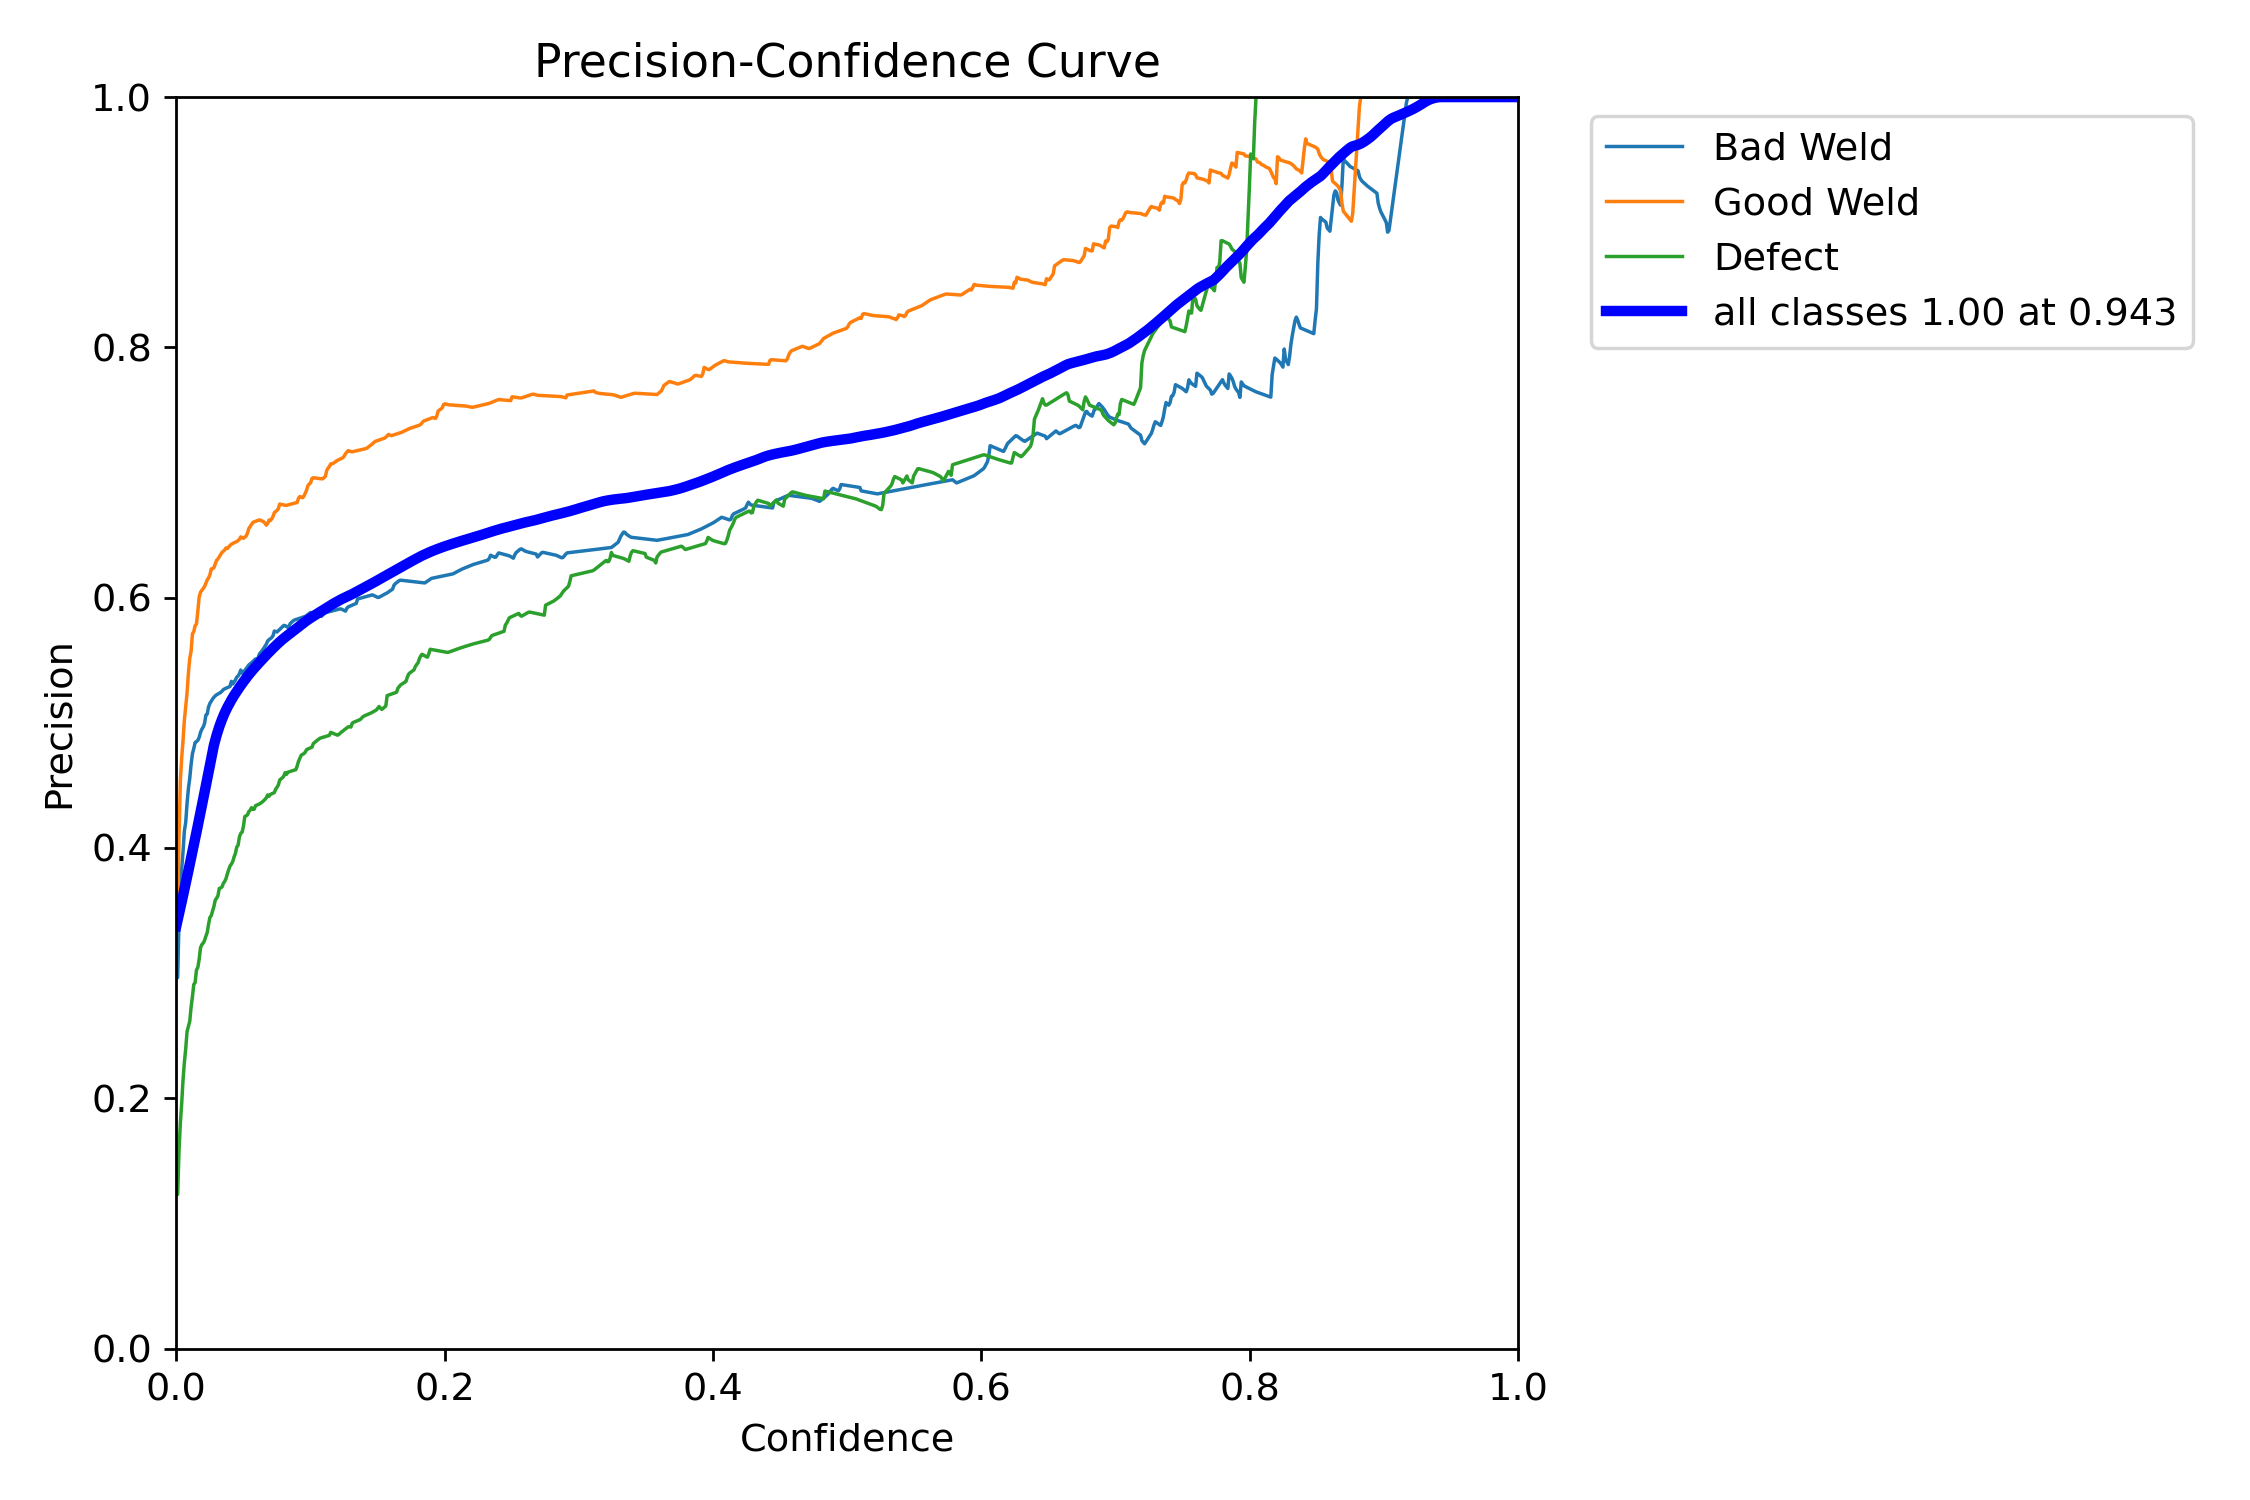 Precision-Confidence Curve
1.0
0.8
0.6
0.4
0.2
0.0
Precision
0.0 0.2 0.4 0.6 0.8 1.0
Confidence
Bad Weld
Good Weld
Defect
all classes 1.00 at 0.943